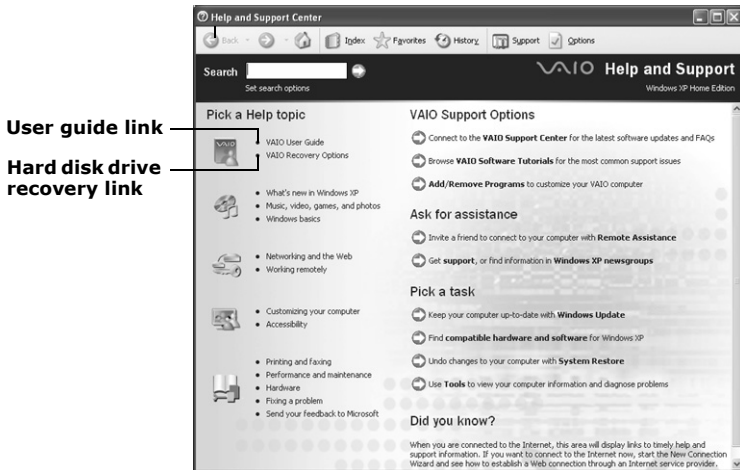 Help and Support Center
Back
Index
Favorites
History
Support
Options
Search
Set search options
VAIO Help and Support
Windows XP Home Edition
Pick a Help topic
VAIO User Guide
VAIO Recovery Options
What's new in Windows XP
Music, video, games, and photos
Windows basics
Networking and the Web
Working remotely
Customizing your computer
Accessibility
Printing and faxing
Performance and maintenance
Hardware
Fixing a problem
Send your feedback to Microsoft
VAIO Support Options
Connect to the VAIO Support Center for the latest software updates and FAQs
Browse VAIO Software Tutorials for the most common support issues
Add/Remove Programs to customize your VAIO computer
Ask for assistance
Invite a friend to connect to your computer with Remote Assistance
Get support, or find information in Windows XP newsgroups
Pick a task
Keep your computer up-to-date with Windows Update
Find compatible hardware and software for Windows XP
Undo changes to your computer with System Restore
Use Tools to view your computer information and diagnose problems
Did you know?
When you are connected to the Internet, this area will display links to timely help and
support information. If you want to connect to the Internet now, start the New Connection
Wizard and see how to establish a Web connection through an Internet service provider.
User guide link
Hard disk drive
recovery link